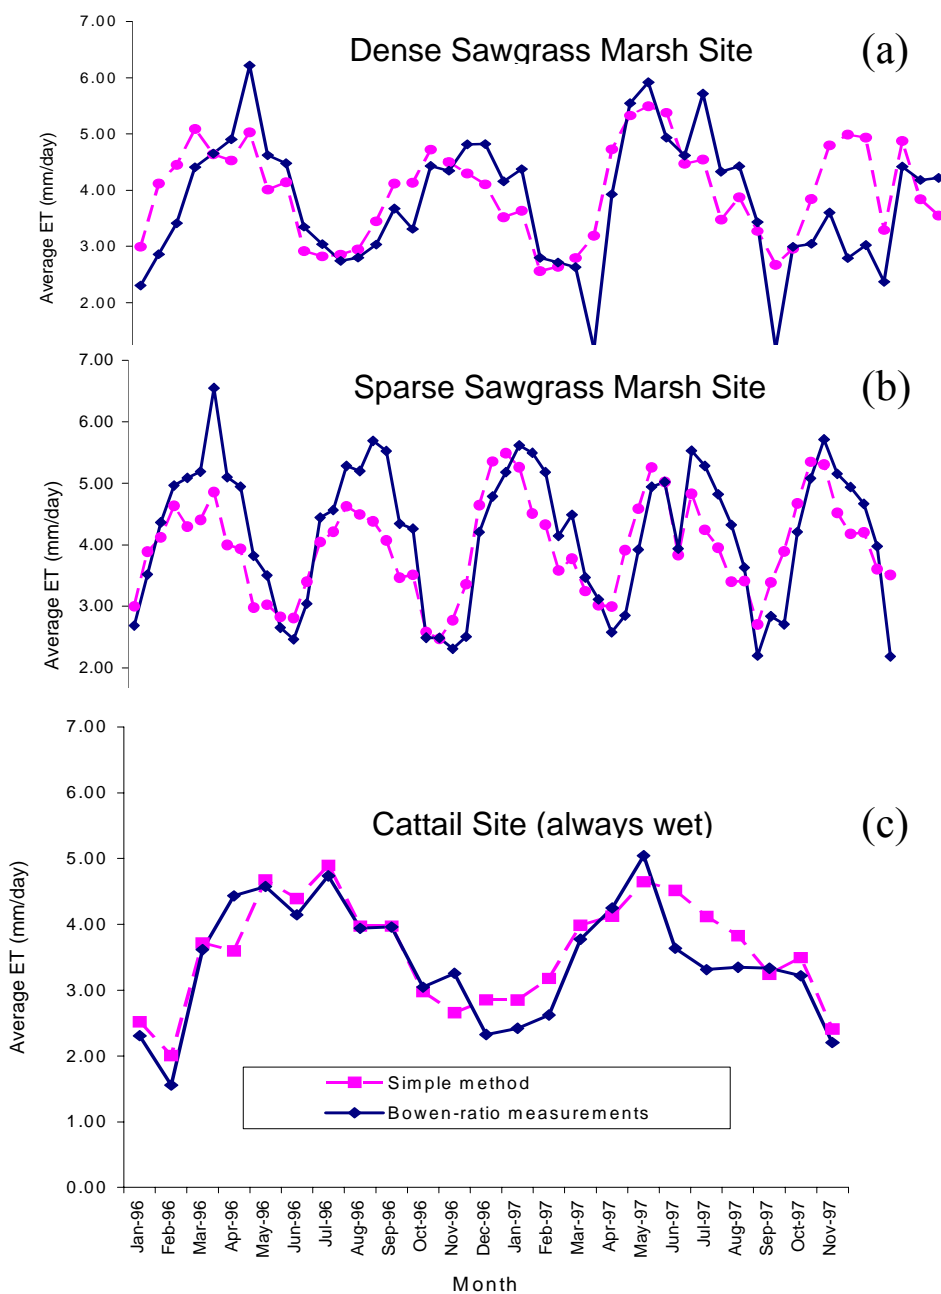 7.00
Dense Sawgrass Marsh Site
(a)
6.00
5.00
4.00
3.00
2.00
Average ET (mm/day)
7.00
Sparse Sawgrass Marsh Site
(b)
6.00
5.00
4.00
3.00
2.00
Average ET (mm/day)
7.00
6.00
Cattail Site (always wet)
(c)
5.00
4.00
3.00
2.00
1.00
0.00
Average ET (mm/day)
Simple method
Bowen-ratio measurements
Jan-96
Feb-96
Mar-96
Apr-96
May-96
Jun-96
Jul-96
Aug-96
Sep-96
Oct-96
Nov-96
Dec-96
Jan-97
Feb-97
Mar-97
Apr-97
May-97
Jun-97
Jul-97
Aug-97
Sep-97
Oct-97
Nov-97
Month